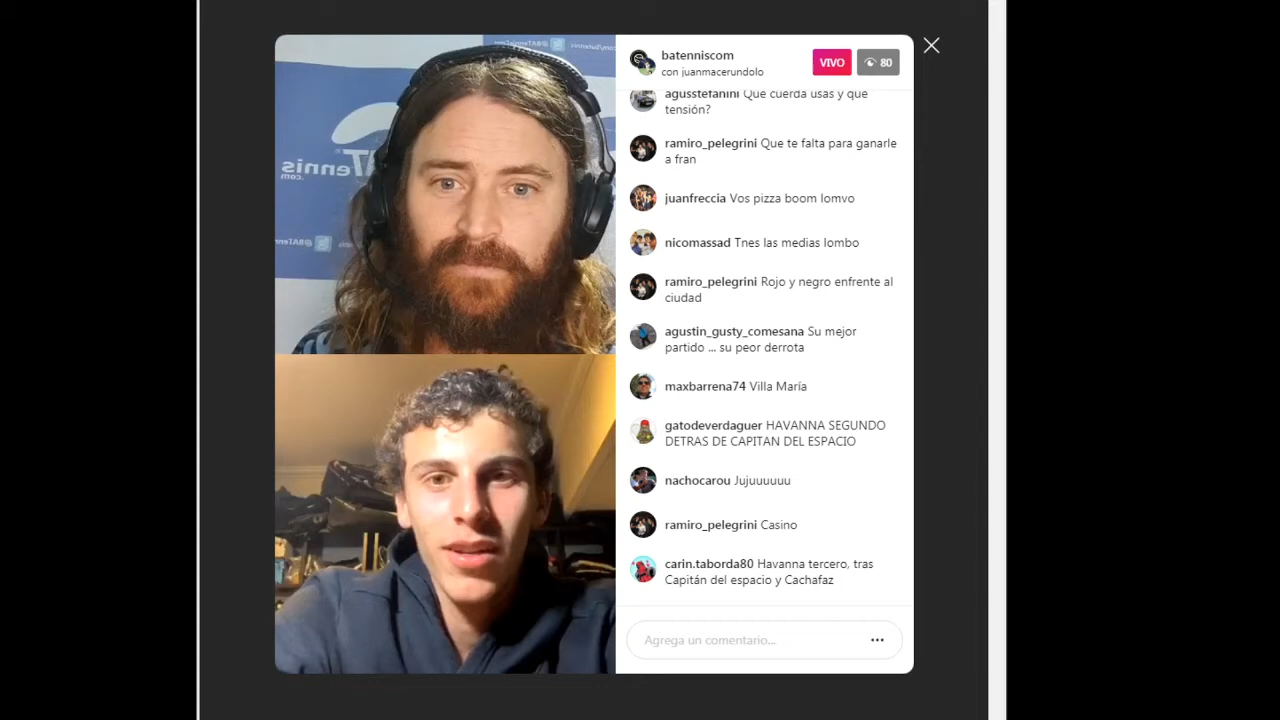 batenniscom
con juanmacerundolo
VIVO
80
agusstefanini Que cuerda usas y que
tensión?
ramiro_pelegrini Que te falta para ganarle
a fran
juanfreccia Vos pizza boom lomvo
nicomassad Tnes las medias lombo
ramiro_pelegrini Rojo y negro enfrente al
ciudad
agustin_gusty_comesana Su mejor
partido ... su peor derrota
maxbarrena74 Villa María
gatodeverdaguer HAVANNA SEGUNDO
DETRAS DE CAPITAN DEL ESPACIO
nachocarou Jujuuuuuu
ramiro_pelegrini Casino
carin.taborda80 Havanna tercero, tras
Capitán del espacio y Cachafaz
Agrega un comentario...
BATennis
.com
@BATennis